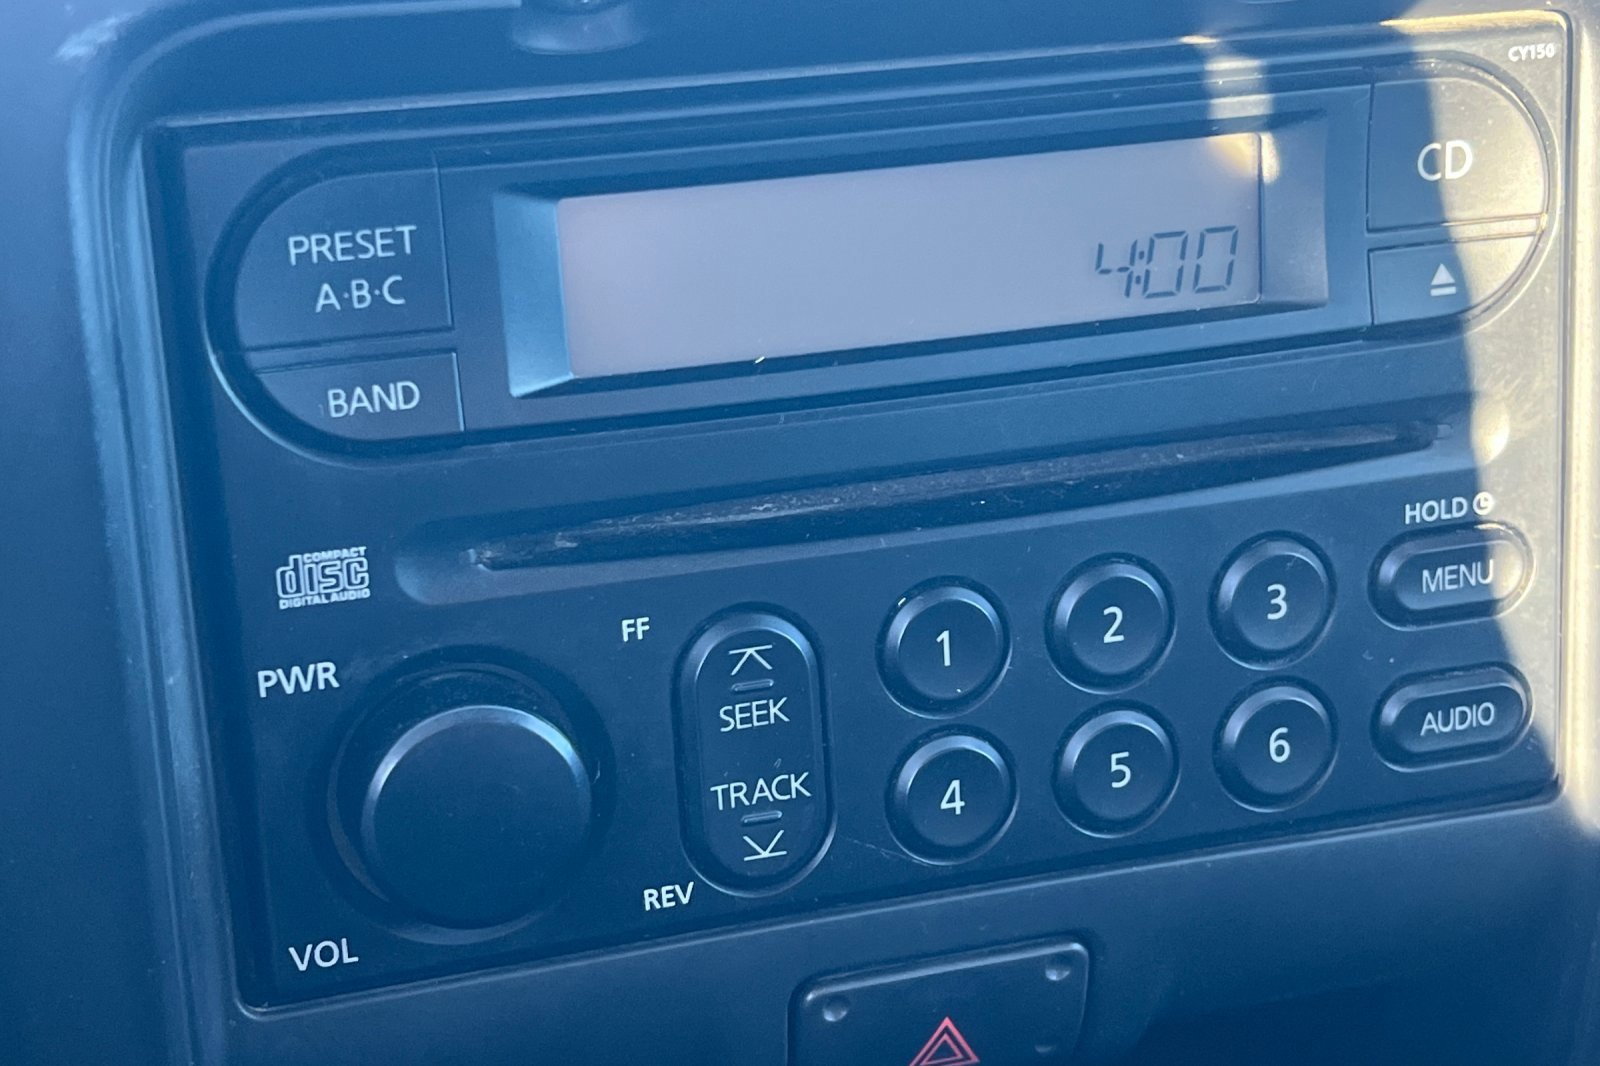 CY150
PRESET
A·B·C
BAND
4:00
CD
COMPACT
disc
DIGITAL AUDIO
HOLD
MENU
AUDIO
PWR
VOL
FF
SEEK
TRACK
REV
1
2
3
4
5
6